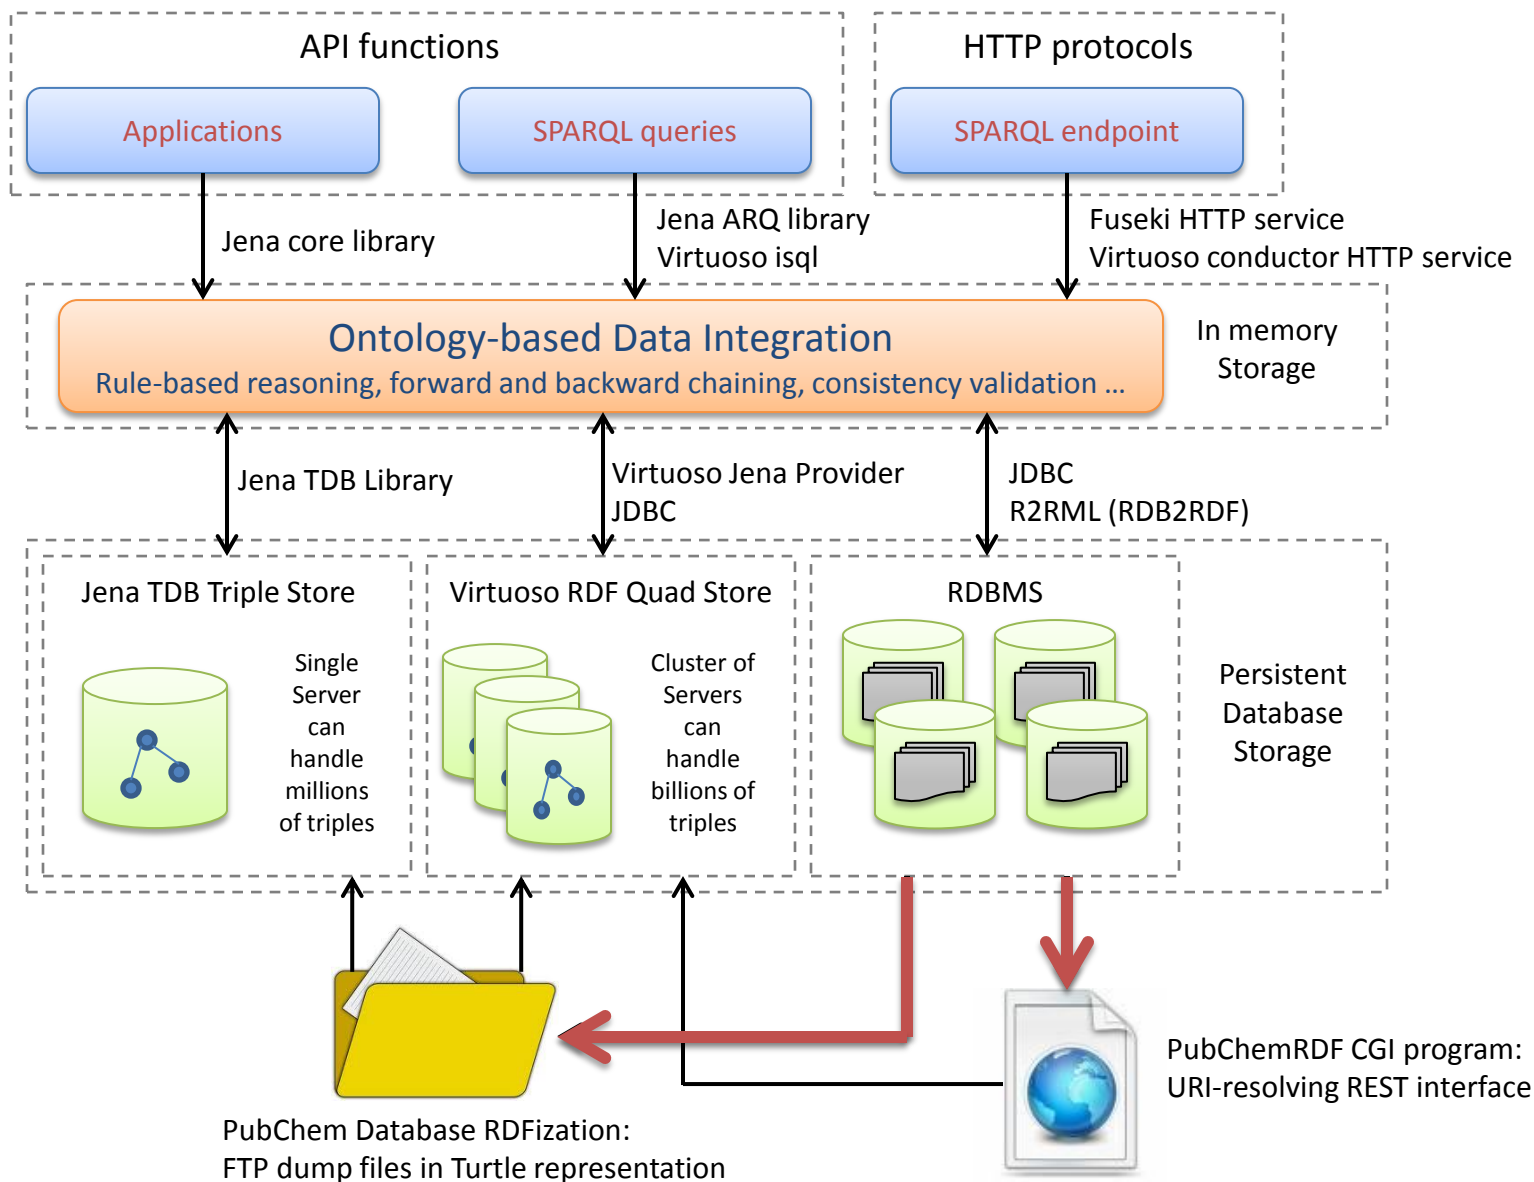 API functions
HTTP protocols
Applications
SPARQL queries
SPARQL endpoint
Jena core library
Jena ARQ library
Virtuoso isql
Fuseki HTTP service
Virtuoso conductor HTTP service
Ontology-based Data Integration
Rule-based reasoning, forward and backward chaining, consistency validation ...
In memory
Storage
Jena TDB Library
Virtuoso Jena Provider
JDBC
JDBC
R2RML (RDB2RDF)
Jena TDB Triple Store
Single
Server
can
handle
millions
of triples
Virtuoso RDF Quad Store
Cluster of
Servers
can
handle
billions of
triples
RDBMS
Persistent
Database
Storage
PubChemRDF CGI program:
URI-resolving REST interface
PubChem Database RDFization:
FTP dump files in Turtle representation